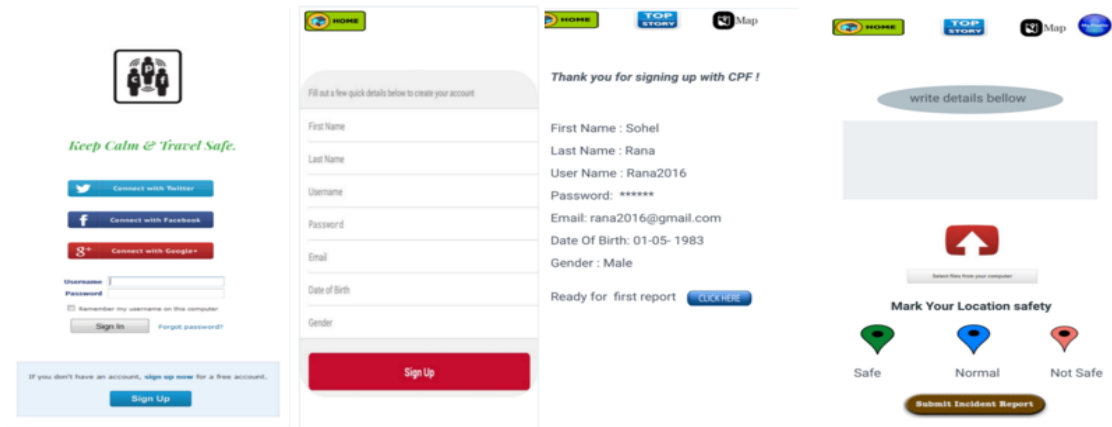 C P F
Keep Calm & Travel Safe.
Connect with Twitter
f Connect with Facebook
g+ Connect with Google+
Username
Password
Remember my username on this computer
Sign In Forgot password?
If you don't have an account, sign up now for a free account.
Sign Up
HOME
Fill out a few quick details below to create your account
First Name
Last Name
Username
Password
Email
Date of Birth
Gender
Sign Up
HOME TOP STORY Map
Thank you for signing up with CPF !
First Name : Sohel
Last Name : Rana
User Name : Rana2016
Password: ******
Email: rana2016@gmail.com
Date Of Birth: 01-05- 1983
Gender : Male
Ready for first report CLICK HERE
HOME TOP STORY Map
write details bellow
Select files from your computer
Mark Your Location safety
Safe Normal Not Safe
Submit Incident Report